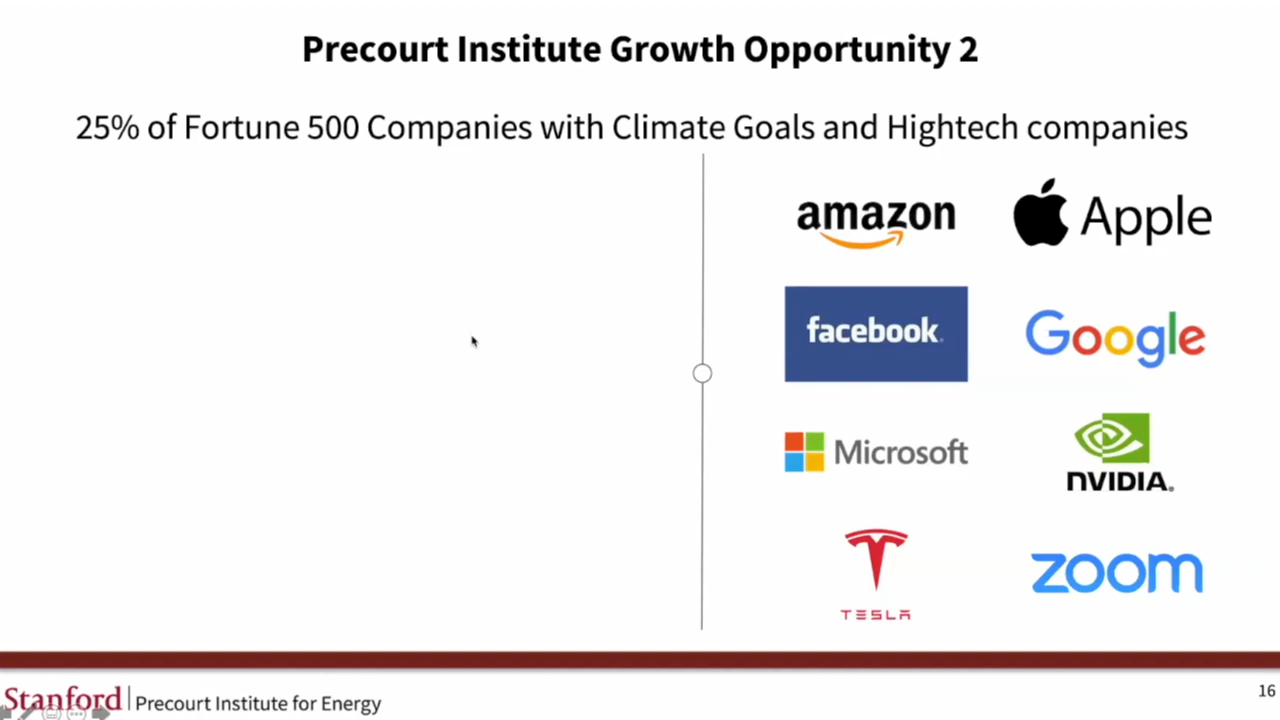 Precourt Institute Growth Opportunity 2
25% of Fortune 500 Companies with Climate Goals and Hightech companies
amazon
Apple
facebook
Google
Microsoft
NVIDIA.
TESLA
zoom
Stanford | Precourt Institute for Energy
16